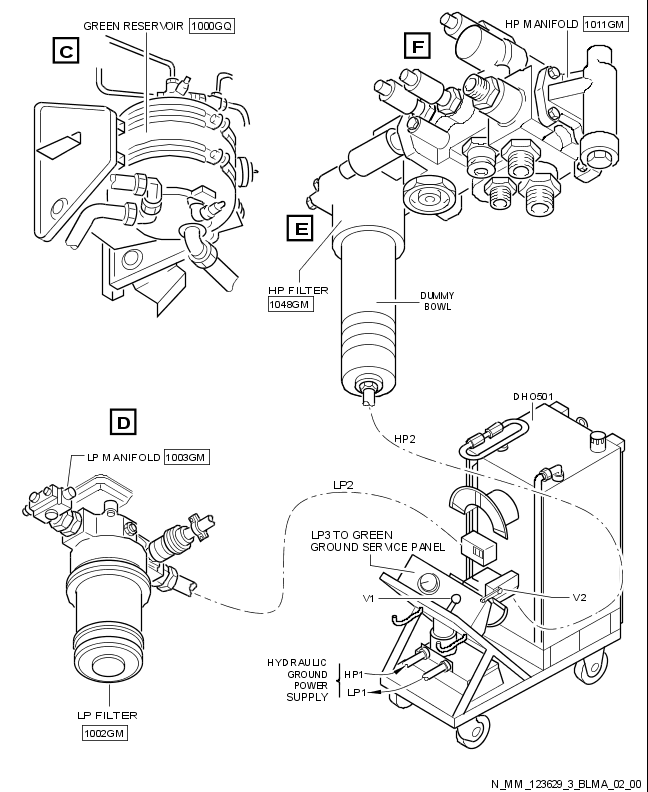 GREEN RESERVOIR 1000GQ
C
HP MANIFOLD 1011GM
F
E
HP FILTER
1048GM
DUMMY
BOWL
D
LP MANIFOLD 1003GM
DHO501
HP2
LP2
LP3 TO GREEN
GROUND SERVICE PANEL
V1
V2
HYDRAULIC
GROUND
POWER
SUPPLY
HP1
LP1
LP FILTER
1002GM
N_MM_123629_3_BLMA_02_00